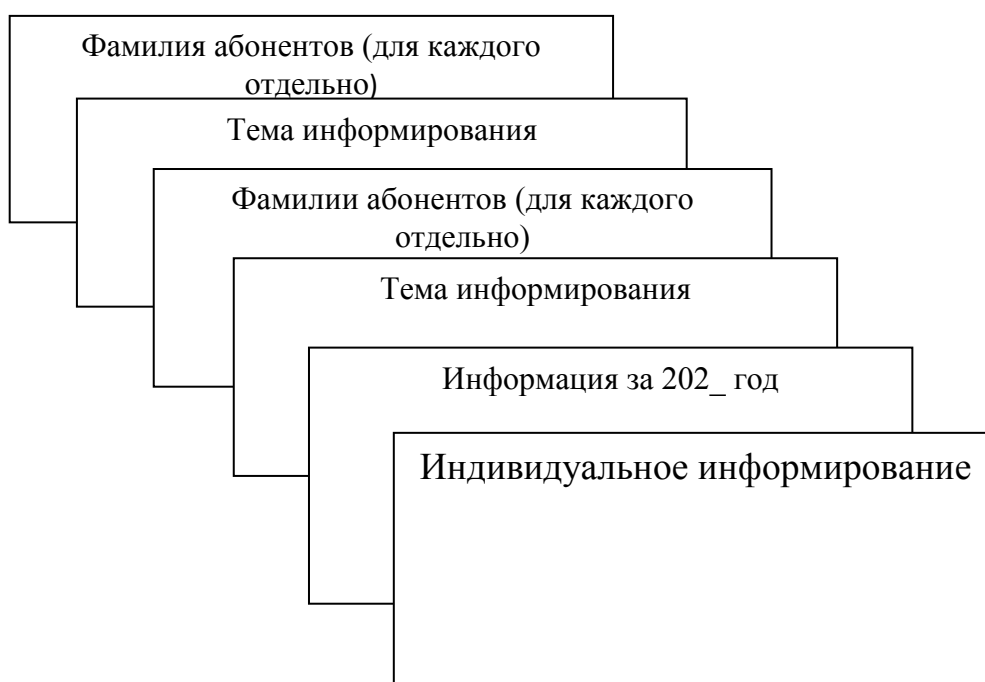 Фамилия абонентов (для каждого
отдельно)
Тема информирования
Фамилии абонентов (для каждого
отдельно)
Тема информирования
Информация за 202_ год
Индивидуальное информирование